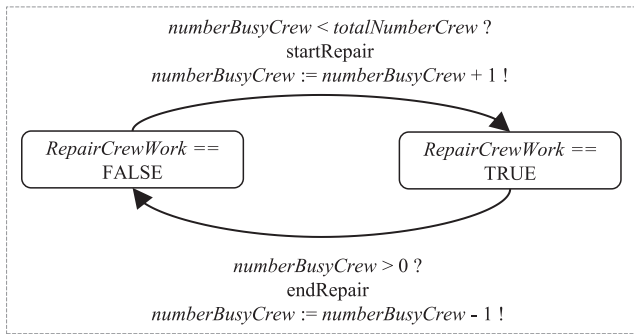 numberBusyCrew < totalNumberCrew ?
startRepair
numberBusyCrew := numberBusyCrew + 1 !
RepairCrewWork ==
FALSE
RepairCrewWork ==
TRUE
numberBusyCrew > 0 ?
endRepair
numberBusyCrew := numberBusyCrew - 1 !